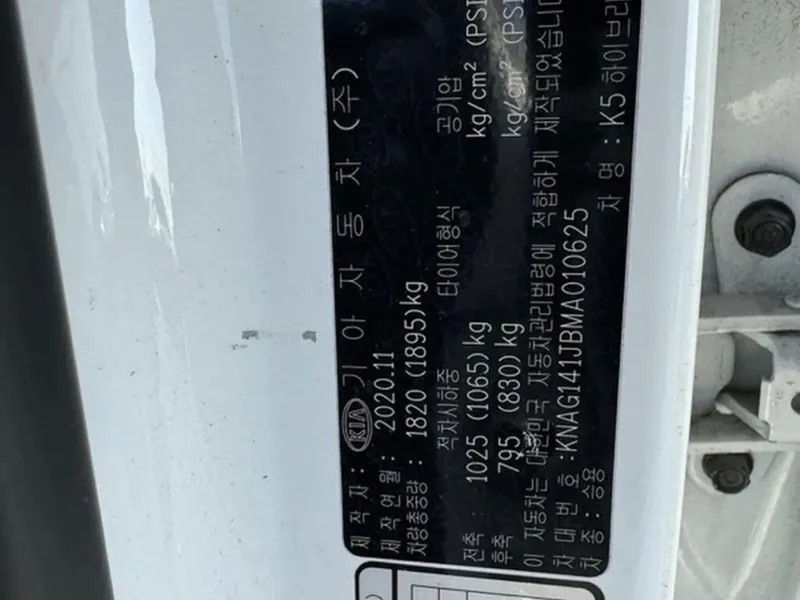 제 작 자 : KIA 기 아 자 동 차 (주)
제 작 연 월 : 2020.11
차량총중량 : 1820 (1895)kg
적차시하중 타이어형식 공기압
전축 : 1025 (1065) kg kg/cm² (PSI
후축 : 795 (830) kg kg/cm² (PSI
이 자동차는 대한민국 자동차관리법령에 적합하게 제작되었습니
차 대 번 호 : KNAG141JBMA010625
차 종 : 승용 차 명 : K5 하이브리